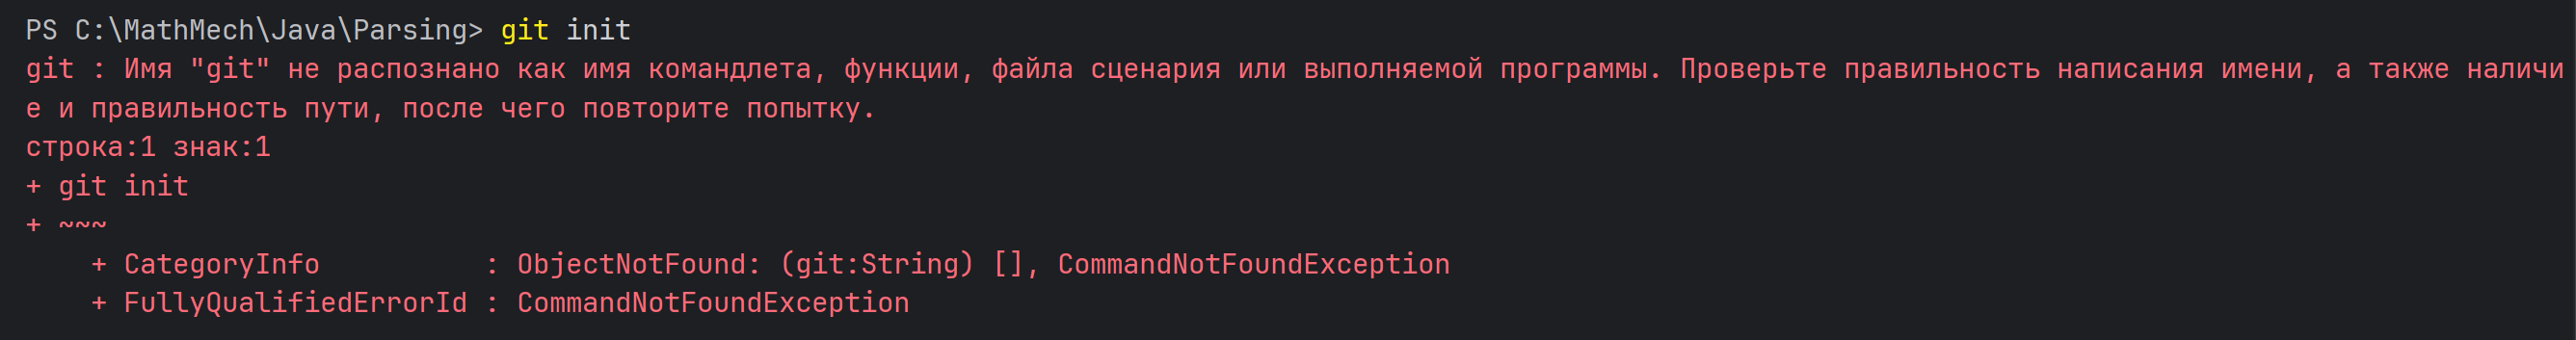 PS C:\MathMech\Java\Parsing> git init
git : Имя "git" не распознано как имя командлета, функции, файла сценария или выполняемой программы. Проверьте правильность написания имени, а также наличи
е и правильность пути, после чего повторите попытку.
строка:1 знак:1
+ git init
+ ~~~
    + CategoryInfo          : ObjectNotFound: (git:String) [], CommandNotFoundException
    + FullyQualifiedErrorId : CommandNotFoundException